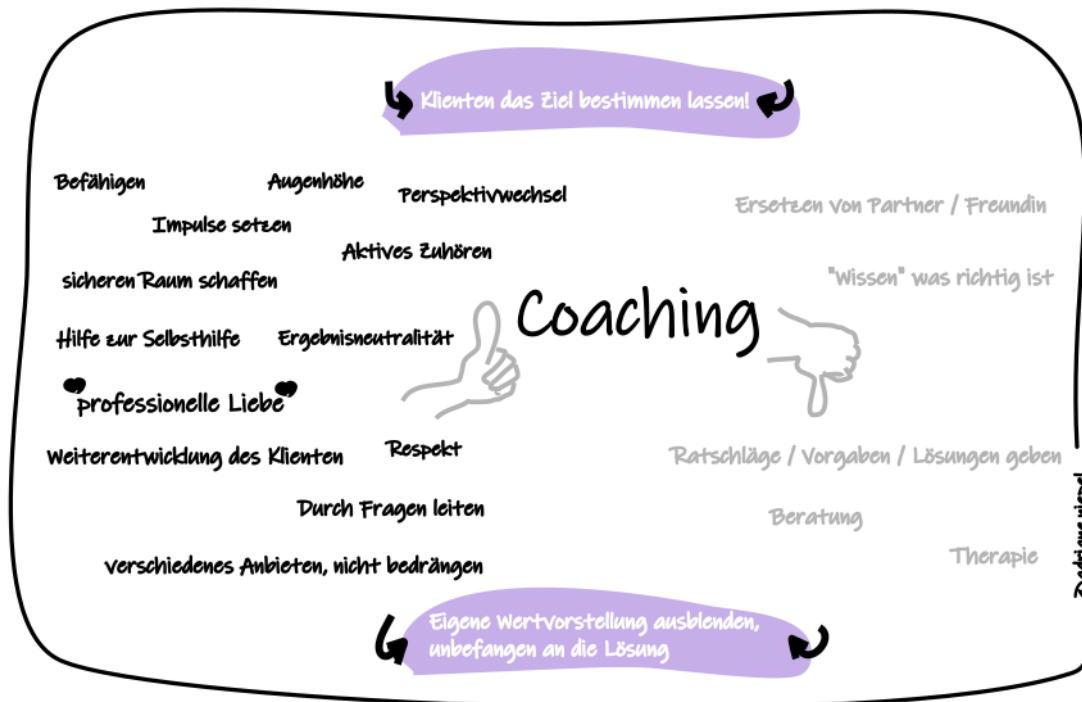 Klienten das Ziel bestimmen lassen!
Befähigen
Augenhöhe
Perspektivwechsel
Impulse setzen
Aktives Zuhören
sicheren Raum schaffen
Hilfe zur Selbsthilfe
Ergebnisneutralität
"professionelle Liebe"
Weiterentwicklung des Klienten
Respekt
Durch Fragen leiten
verschiedenes Anbieten, nicht bedrängen
Coaching
Ersetzen von Partner / Freundin
"Wissen" was richtig ist
Ratschläge / Vorgaben / Lösungen geben
Beratung
Therapie
Eigene Wertvorstellung ausblenden,
unbefangen an die Lösung